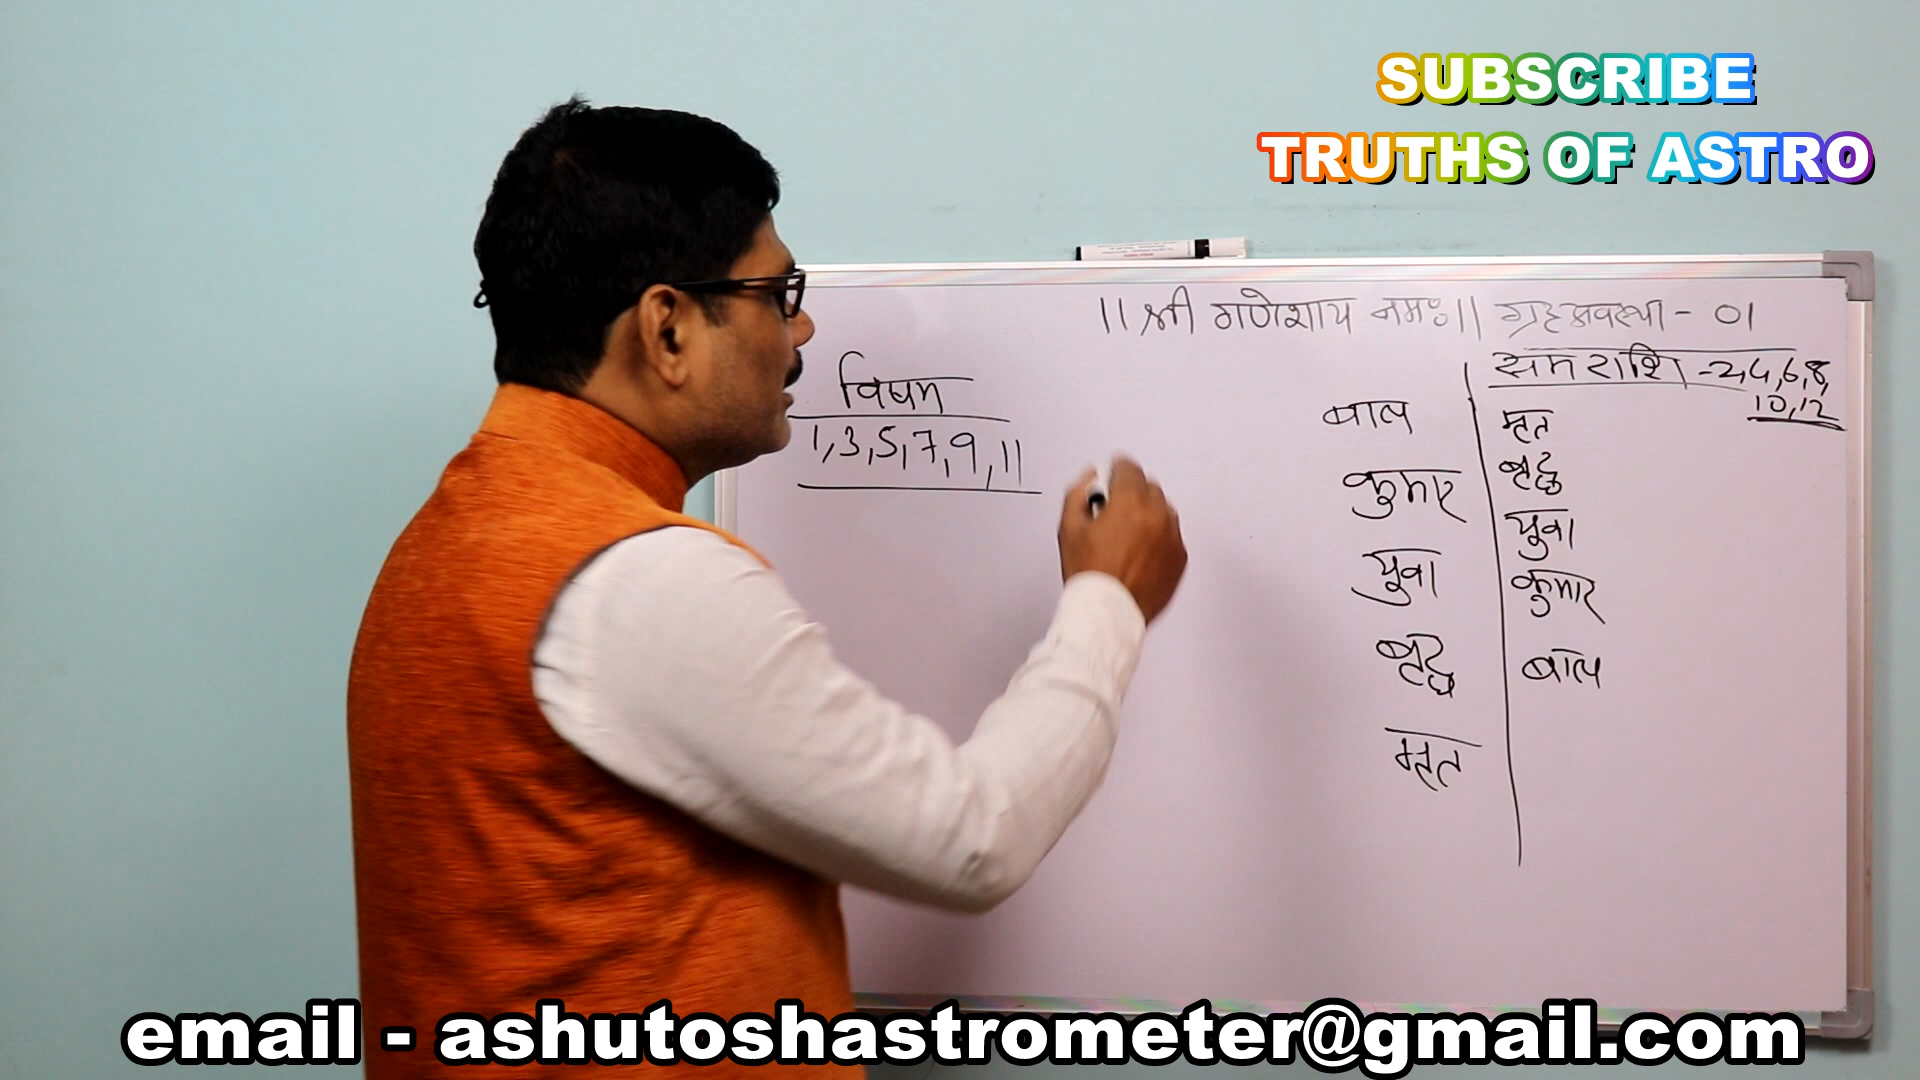 SUBSCRIBE
TRUTHS OF ASTRO
|| श्री गणेशाय नमः || ग्रह अवस्था - 01
विषम
1,3,5,7,9,11
सम राशि - 2,4,6,8,
10,12
बाल
कुमार
युवा
बृद्ध
मृत
मृत
बृद्ध
युवा
कुमार
बाल
email - ashutoshastrometer@gmail.com